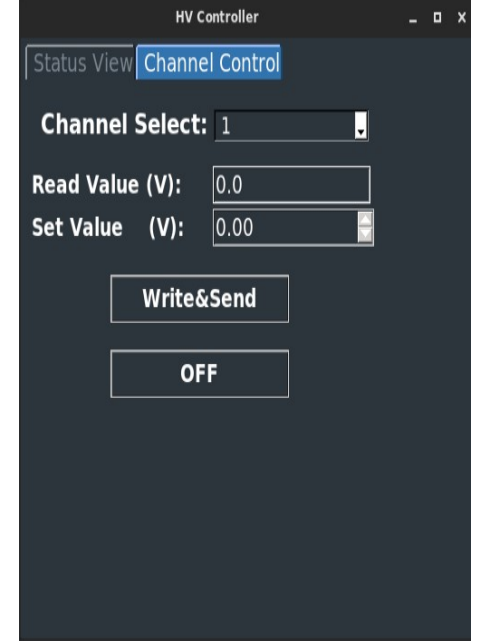 HV Controller
Status View Channel Control
Channel Select: 1
Read Value (V): 0.0
Set Value (V): 0.00
Write&Send
OFF